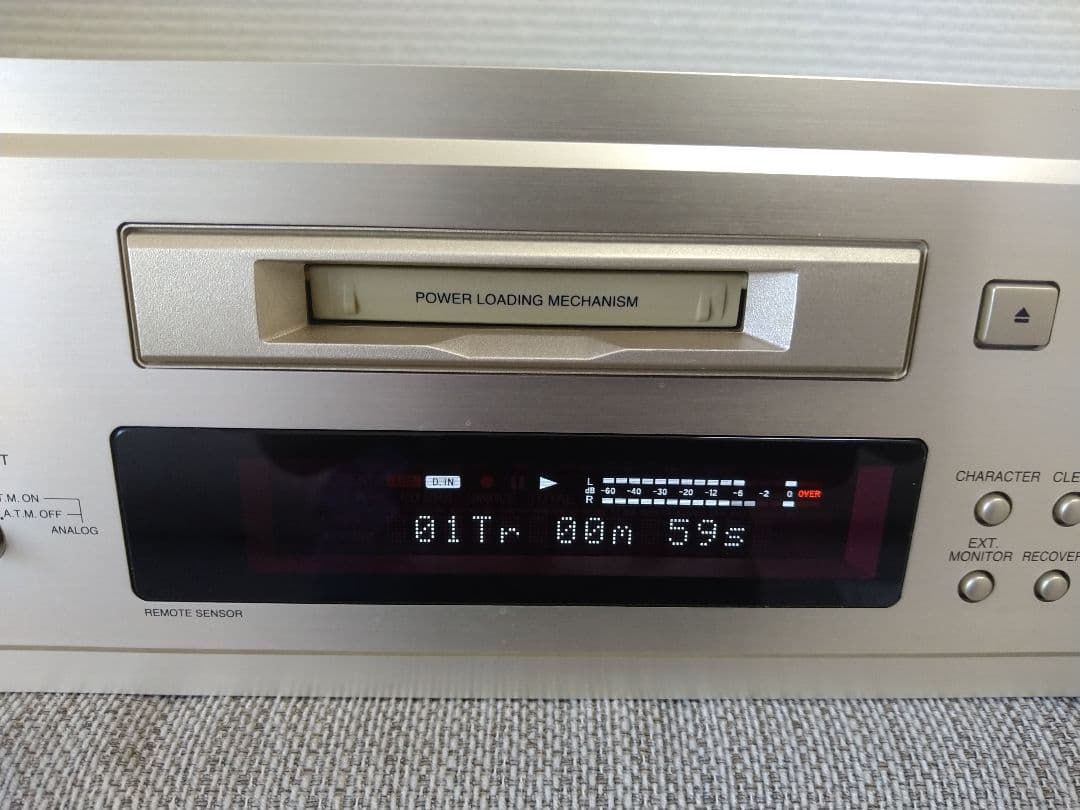 POWER LOADING MECHANISM
T
T.M. ON
A.T.M. OFF
ANALOG
D. IN
L
dB -60 -40 -30 -20 -12 -6 -2 0 OVER
R
01Tr 00m 59s
REMOTE SENSOR
CHARACTER CLE
EXT.
MONITOR RECOVER